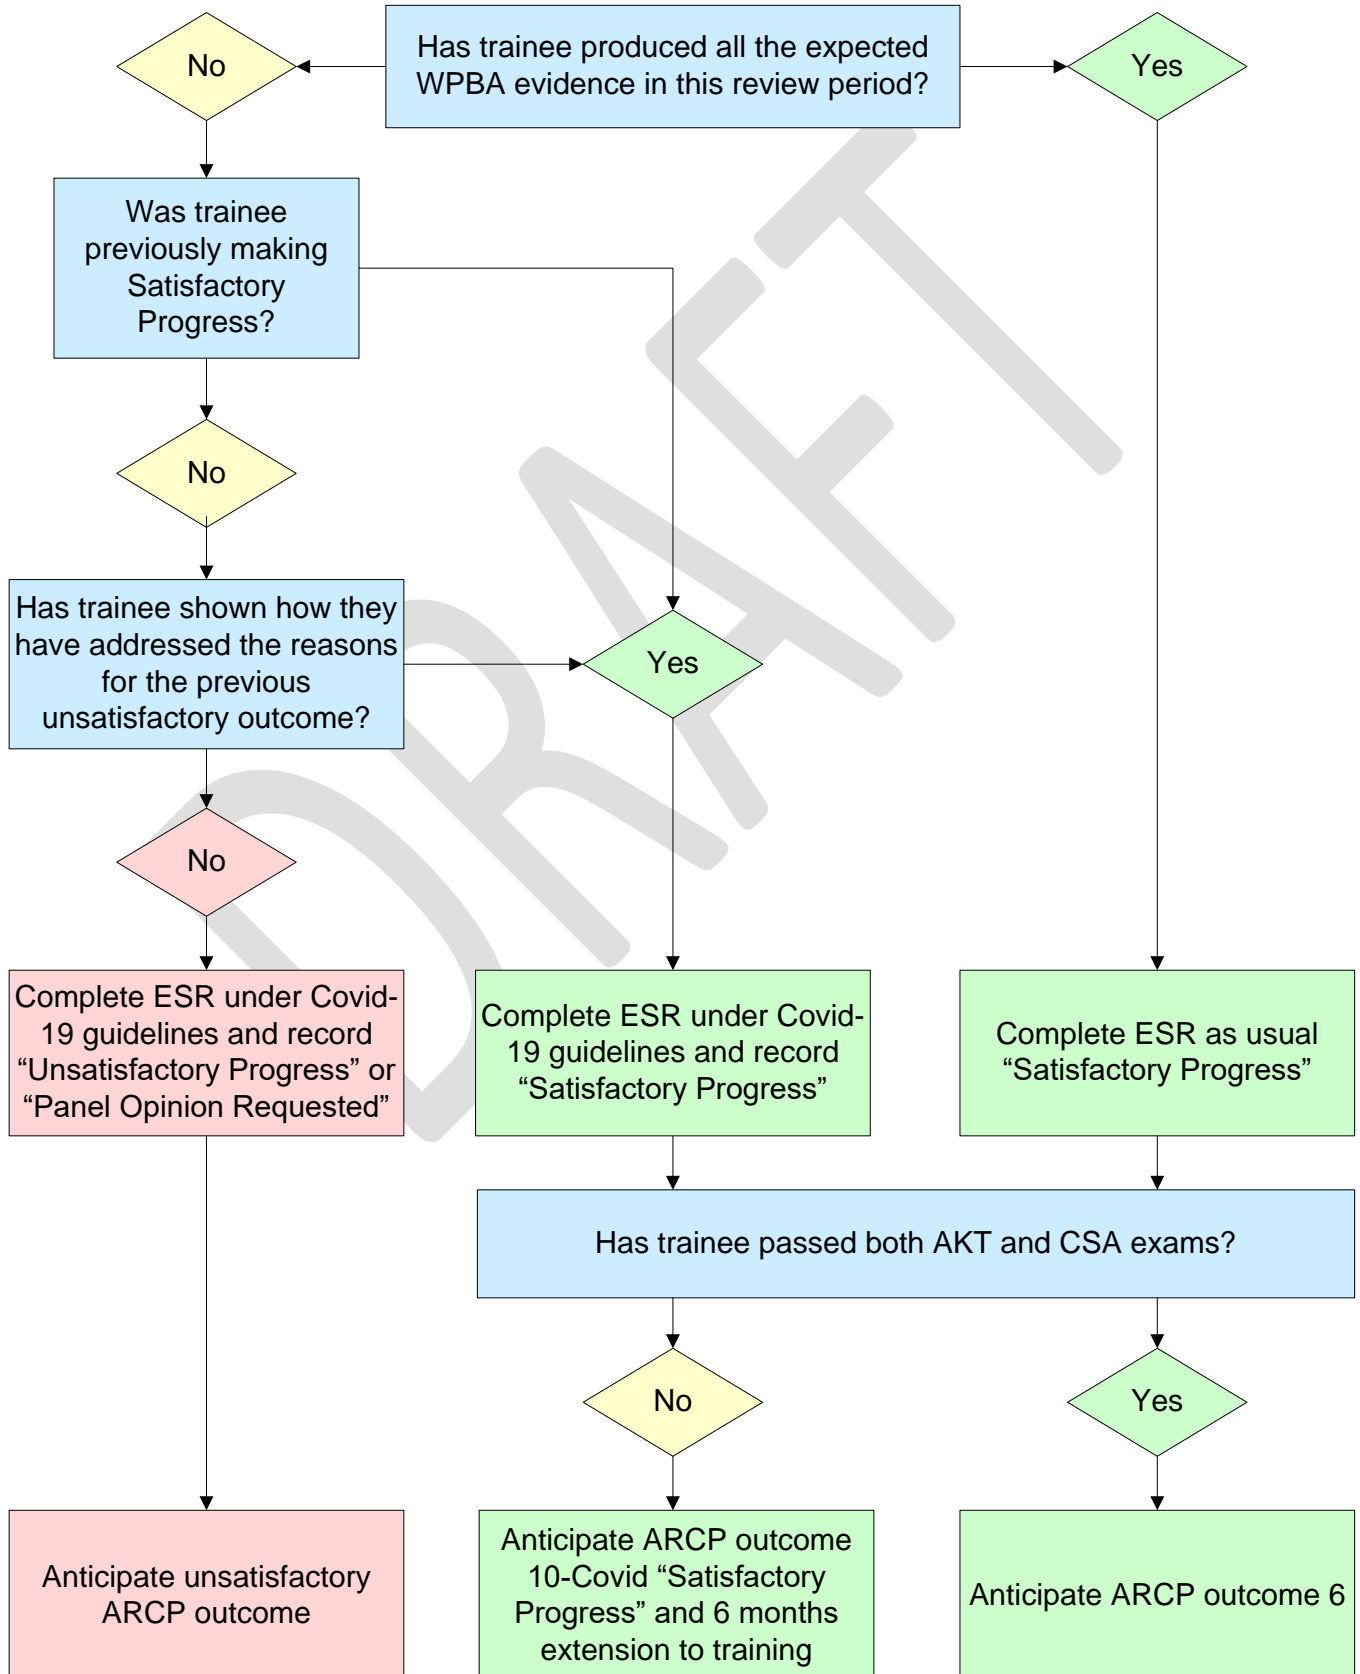 No
Has trainee produced all the expected
WPBA evidence in this review period?
Yes
Was trainee
previously making
Satisfactory
Progress?
No
Has trainee shown how they
have addressed the reasons
for the previous
unsatisfactory outcome?
Yes
No
DRAFT
Complete ESR under Covid-
19 guidelines and record
“Unsatisfactory Progress” or
“Panel Opinion Requested”
Complete ESR under Covid-
19 guidelines and record
“Satisfactory Progress”
Complete ESR as usual
“Satisfactory Progress”
Has trainee passed both AKT and CSA exams?
No
Yes
Anticipate unsatisfactory
ARCP outcome
Anticipate ARCP outcome
10-Covid “Satisfactory
Progress” and 6 months
extension to training
Anticipate ARCP outcome 6